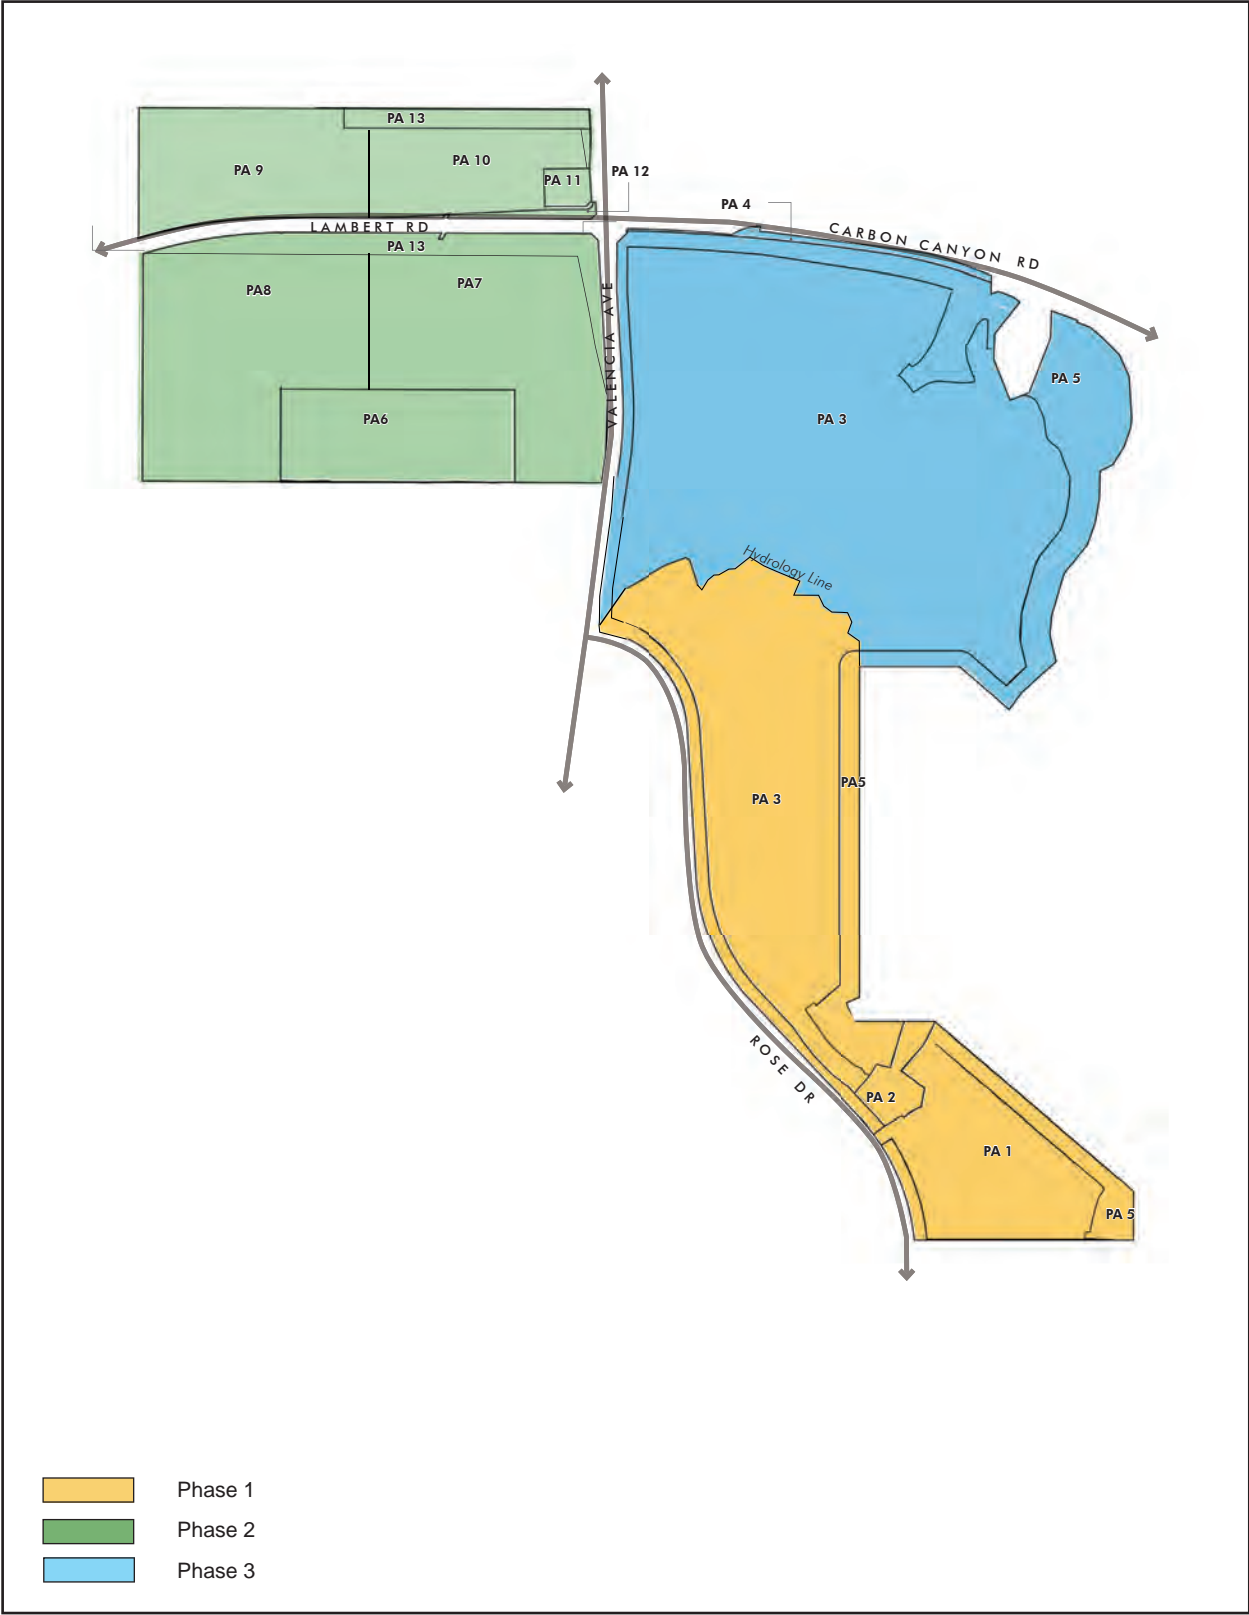 PA 13
PA 10
PA 9
PA 12
PA 11
PA 4
LAMBERT RD
CARBON CANYON RD
PA 13
PA8
PA7
VALENCIA AVE
PA 5
PA6
PA 3
Hydrology Line
PA 3
PA5
ROSE DR
PA 2
PA 1
PA 5
Phase 1
Phase 2
Phase 3